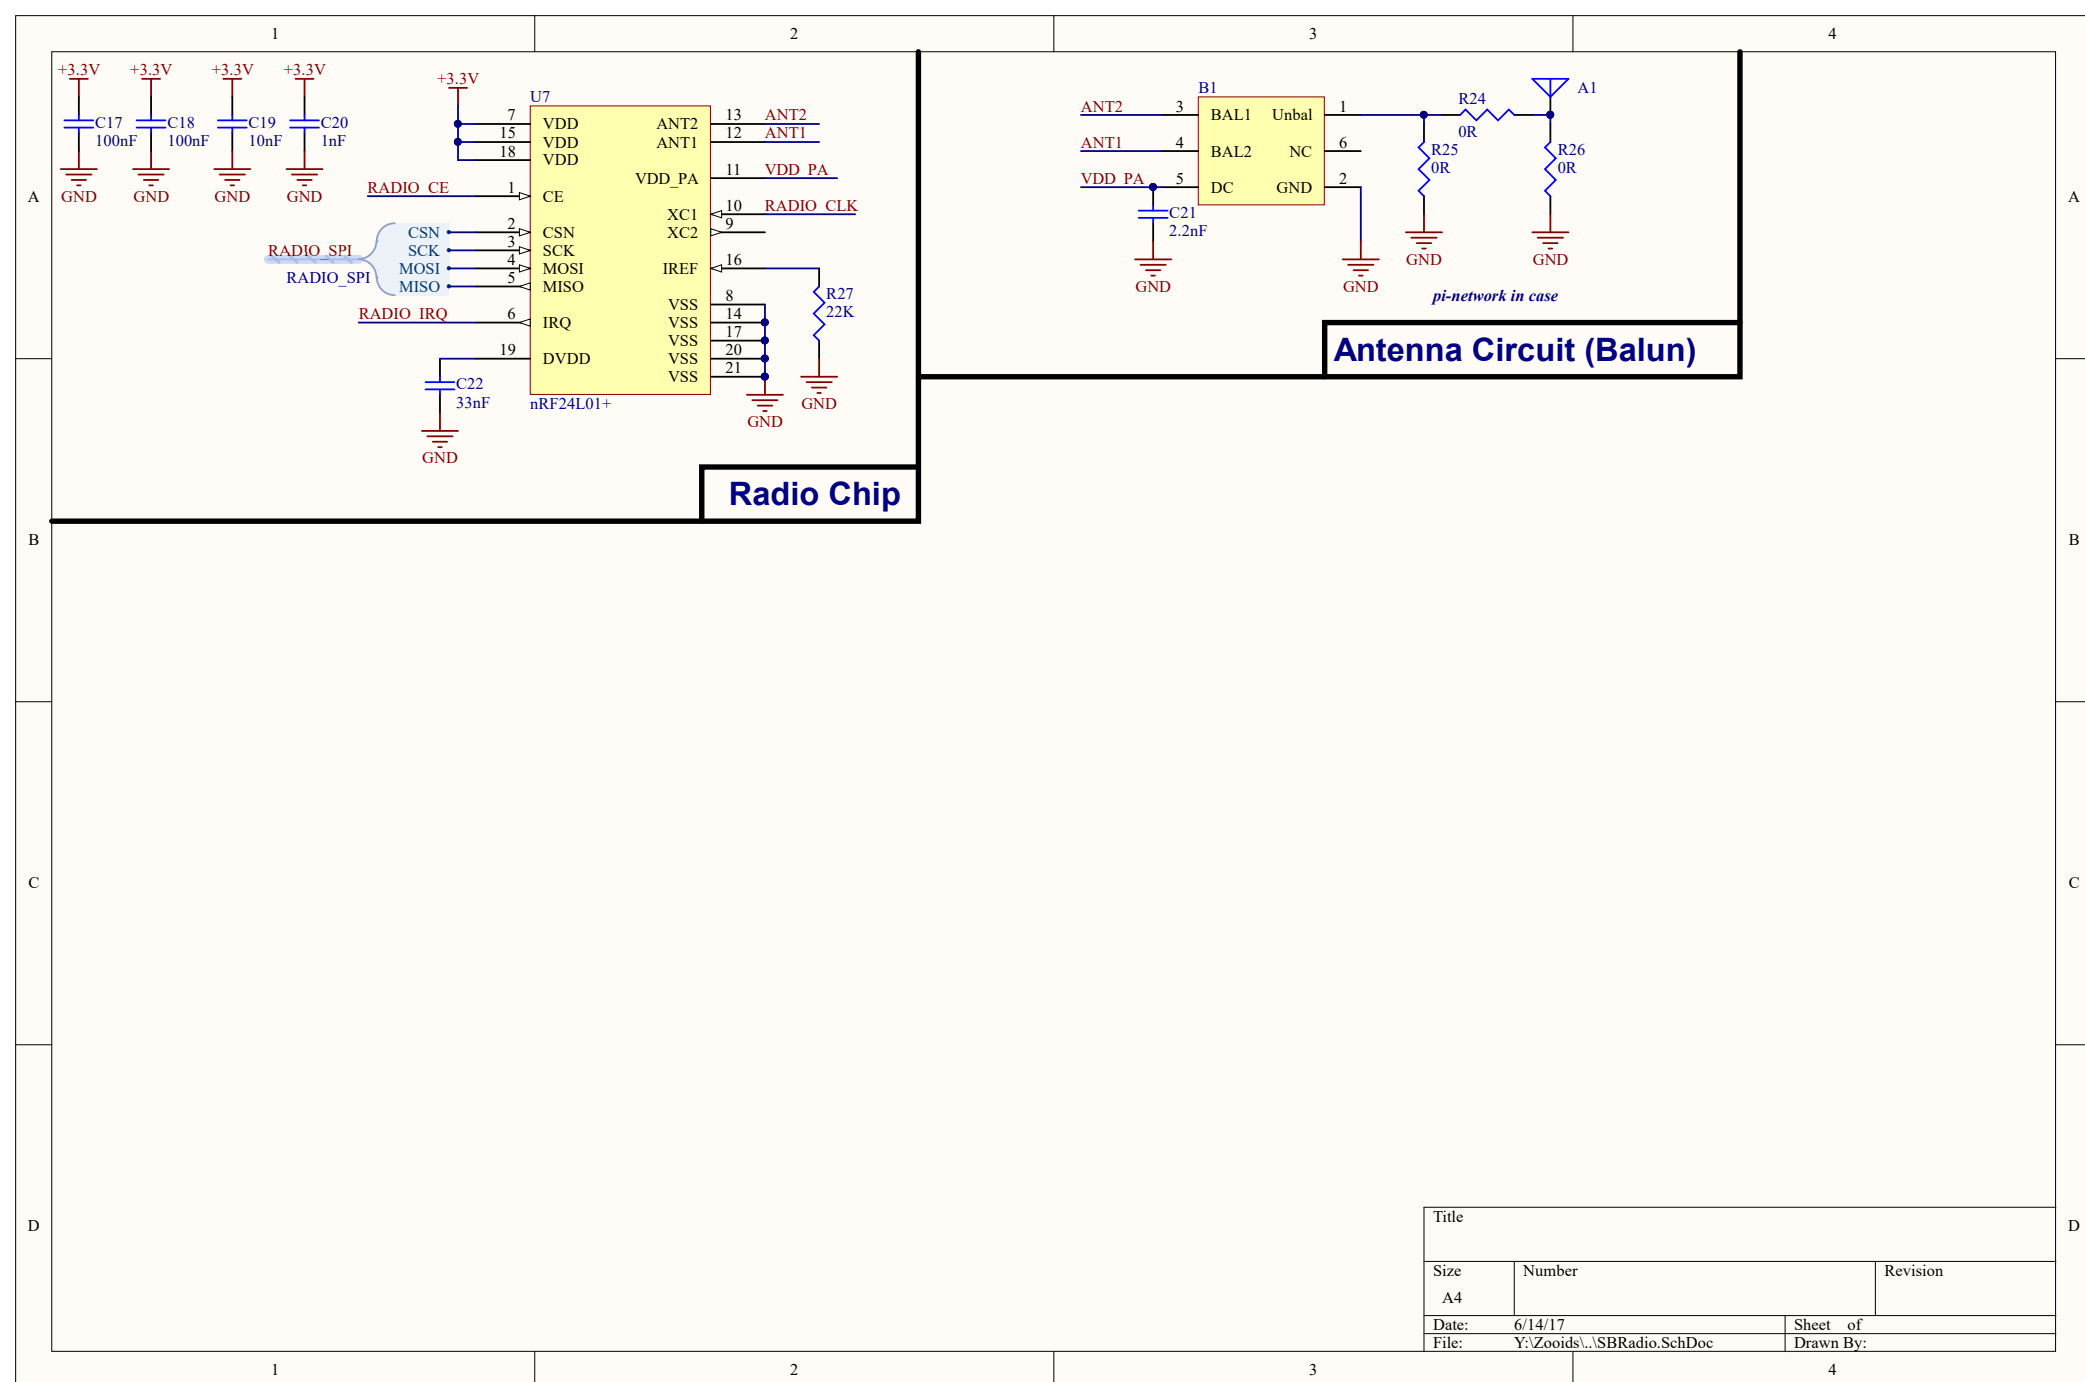 1 2 3 4
+3.3V +3.3V +3.3V +3.3V
C17 C18 C19 C20
100nF 100nF 10nF 1nF
GND GND GND GND
+3.3V
U7
7 VDD ANT2 13 ANT2
15 VDD ANT1 12 ANT1
18 VDD
VDD_PA 11 VDD_PA
RADIO_CE 1 CE
XC1 10 RADIO_CLK
CSN 2 CSN XC2 9
RADIO_SPI SCK 3 SCK
MOSI 4 MOSI IREF 16
RADIO_SPI MISO 5 MISO
R27
22K
VSS 8
RADIO_IRQ 6 IRQ VSS 14
VSS 17
19 DVDD VSS 20
VSS 21
C22
33nF
nRF24L01+
GND
GND
GND
Radio Chip
B1
ANT2 3 BAL1 Unbal 1
ANT1 4 BAL2 NC 6
VDD_PA 5 DC GND 2
C21
2.2nF
GND
GND
R24
0R
A1
R25
0R
R26
0R
GND
GND
pi-network in case
Antenna Circuit (Balun)
A A
B B
C C
D D
Title
Size Number Revision
A4
Date: 6/14/17 Sheet of
File: Y:\Zooids\..\SBRadio.SchDoc Drawn By:
1 2 3 4